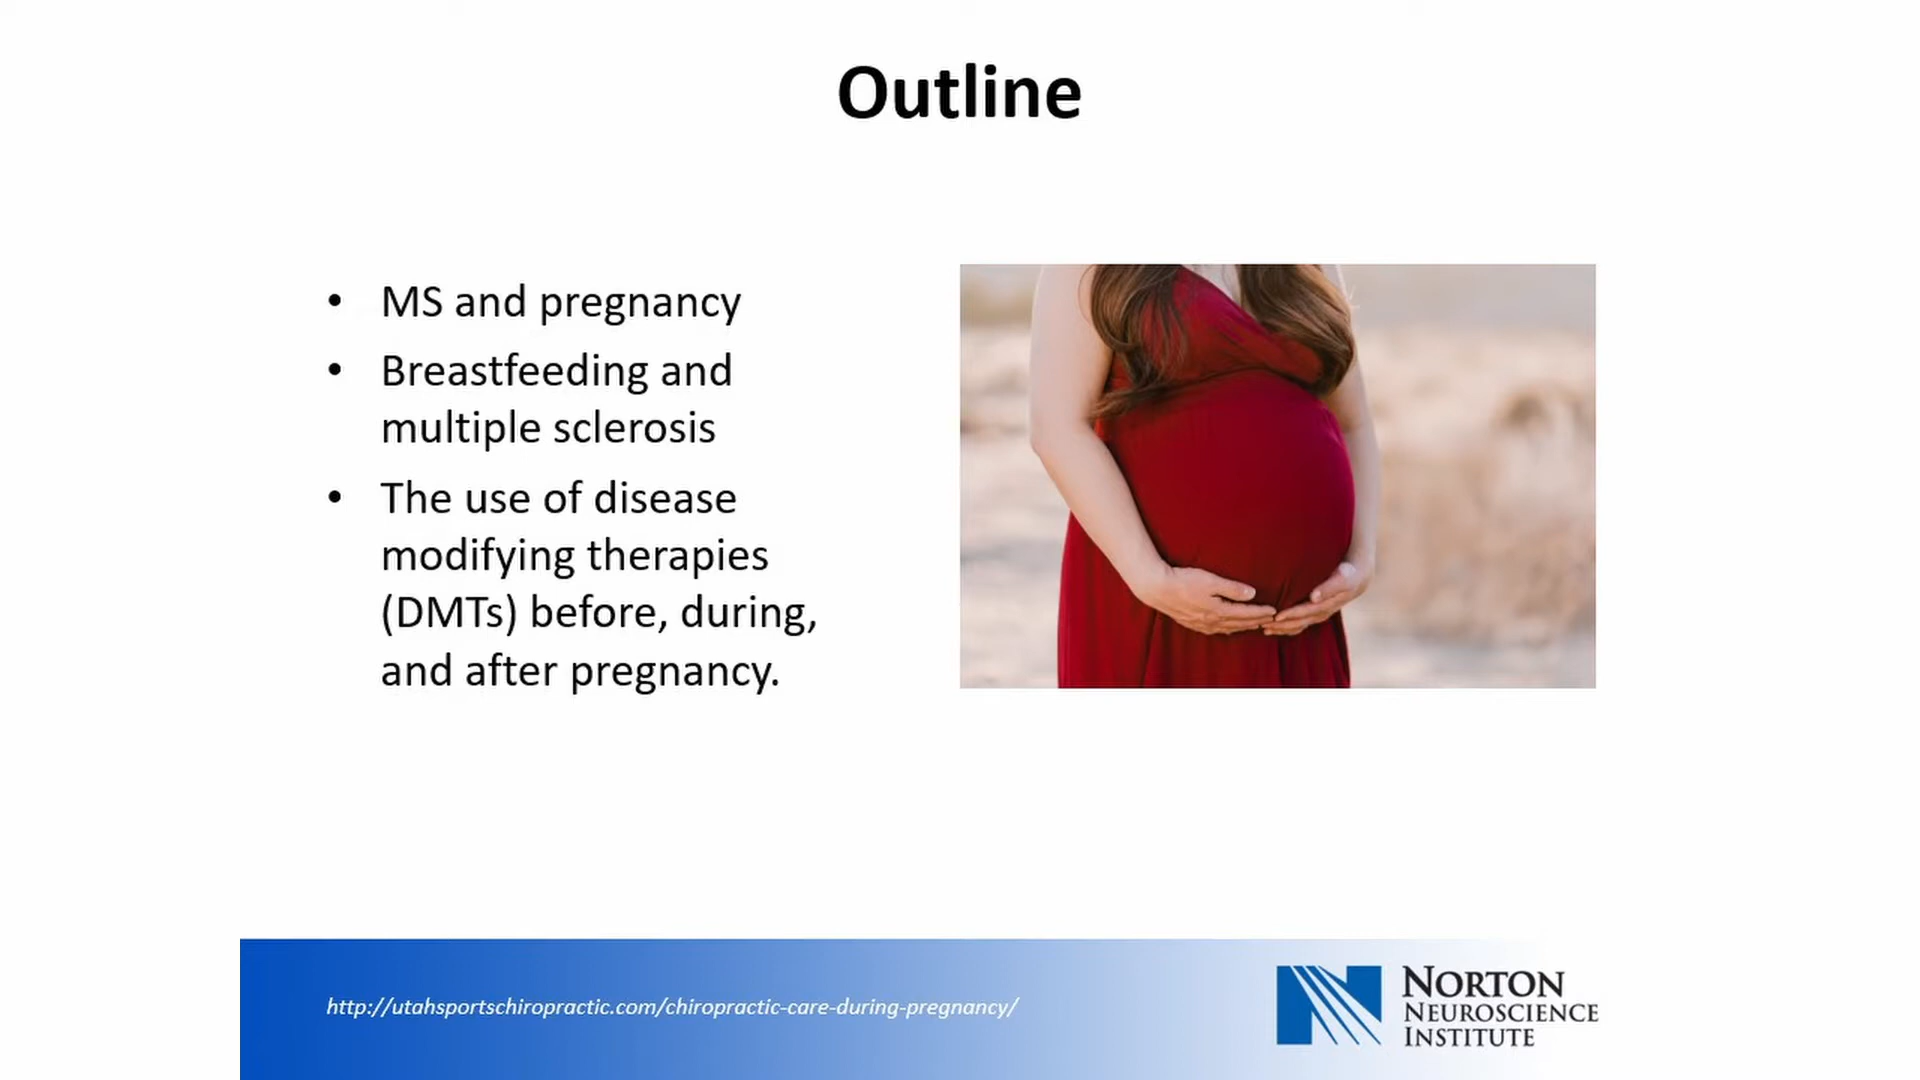 Outline
• MS and pregnancy
• Breastfeeding and
multiple sclerosis
• The use of disease
modifying therapies
(DMTs) before, during,
and after pregnancy.
http://utahsportschiropractic.com/chiropractic-care-during-pregnancy/
NORTON
NEUROSCIENCE
INSTITUTE